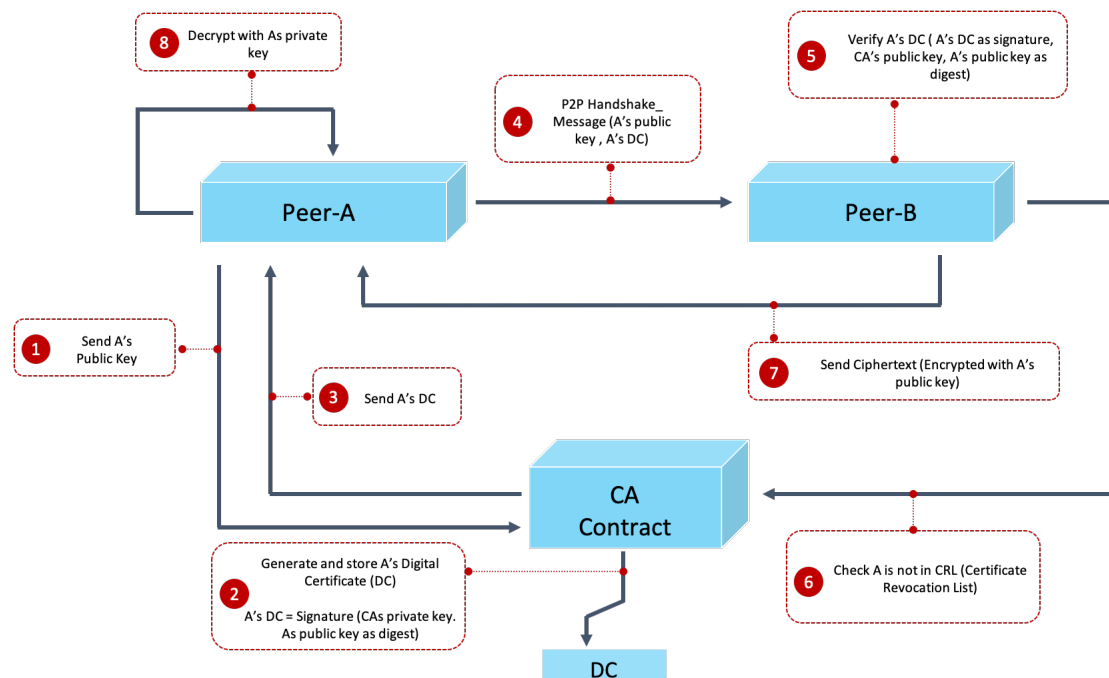 8
Decrypt with As private
key
5
Verify A's DC ( A's DC as signature,
CA's public key, A's public key as
digest)
4
P2P Handshake_
Message (A's public
key , A's DC)
Peer-A
Peer-B
1
Send A's
Public Key
3
Send A's DC
7
Send Ciphertext (Encrypted with A's
public key)
CA
Contract
2
Generate and store A's Digital
Certificate (DC)
A's DC = Signature (CAs private key.
As public key as digest)
6
Check A is not in CRL (Certificate
Revocation List)
DC